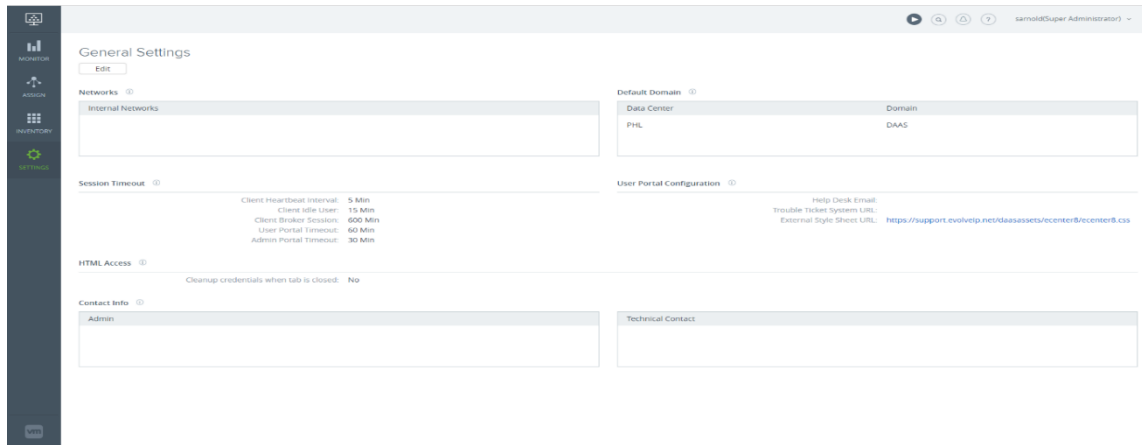 sarnold(Super Administrator)
MONITOR
ASSIGN
INVENTORY
SETTINGS
General Settings
Edit
Networks
Internal Networks
Default Domain
Data Center Domain
PHL DAAS
Session Timeout
Client Heartbeat Interval: 5 Min
Client Idle User: 15 Min
Client Broker Session: 600 Min
User Portal Timeout: 60 Min
Admin Portal Timeout: 30 Min
User Portal Configuration
Help Desk Email:
Trouble Ticket System URL:
External Style Sheet URL: https://support.evolvelp.net/daasassets/ecenter8/ecenter8.css
HTML Access
Cleanup credentials when tab is closed: No
Contact Info
Admin
Technical Contact
vm